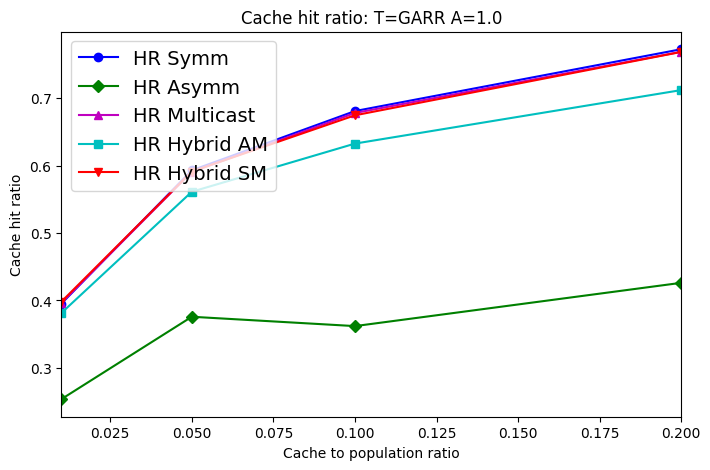 Cache hit ratio: T=GARR A=1.0
HR Symm
HR Asymm
HR Multicast
HR Hybrid AM
HR Hybrid SM
Cache hit ratio
0.7
0.6
0.5
0.4
0.3
0.025 0.050 0.075 0.100 0.125 0.150 0.175 0.200
Cache to population ratio